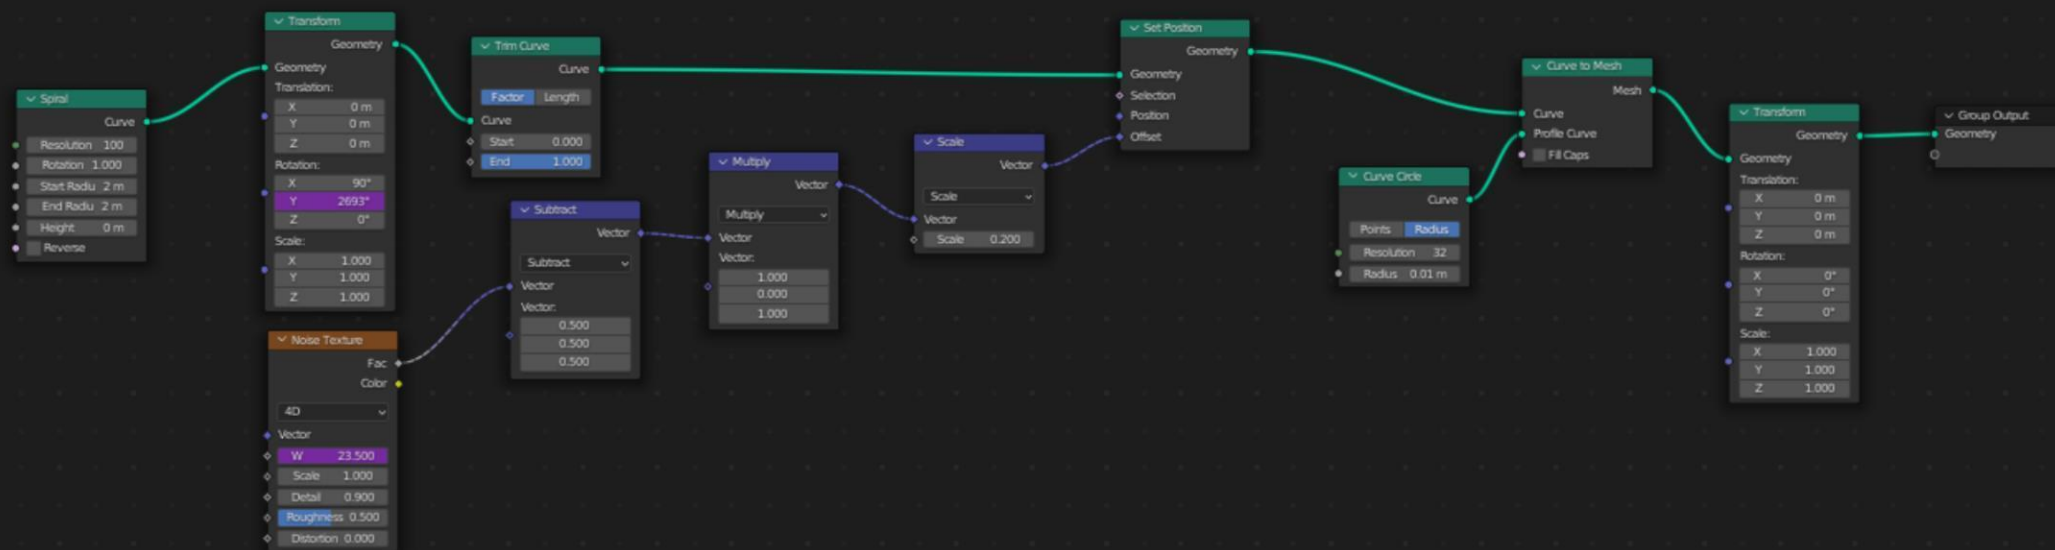 Spiral
Curve
Resolution 100
Rotation 1.000
Start Radiu 2 m
End Radiu 2 m
Height 0 m
Reverse
Transform
Geometry
Geometry
Translation:
X 0 m
Y 0 m
Z 0 m
Rotation:
X 90°
Y 2693°
Z 0°
Scale:
X 1.000
Y 1.000
Z 1.000
Noise Texture
Fac
Color
4D
Vector
W 23.500
Scale 1.000
Detail 0.900
Roughness 0.500
Distortion 0.000
Trim Curve
Curve
Factor Length
Curve
Start 0.000
End 1.000
Subtract
Vector
Subtract
Vector
Vector:
0.500
0.500
0.500
Multiply
Vector
Multiply
Vector
Vector:
1.000
0.000
1.000
Scale
Vector
Scale
Vector
Scale 0.200
Set Position
Geometry
Geometry
Selection
Position
Offset
Curve Circle
Curve
Points Radius
Resolution 32
Radius 0.01 m
Curve to Mesh
Mesh
Curve
Profile Curve
Fill Caps
Transform
Geometry
Geometry
Translation:
X 0 m
Y 0 m
Z 0 m
Rotation:
X 0°
Y 0°
Z 0°
Scale:
X 1.000
Y 1.000
Z 1.000
Group Output
Geometry